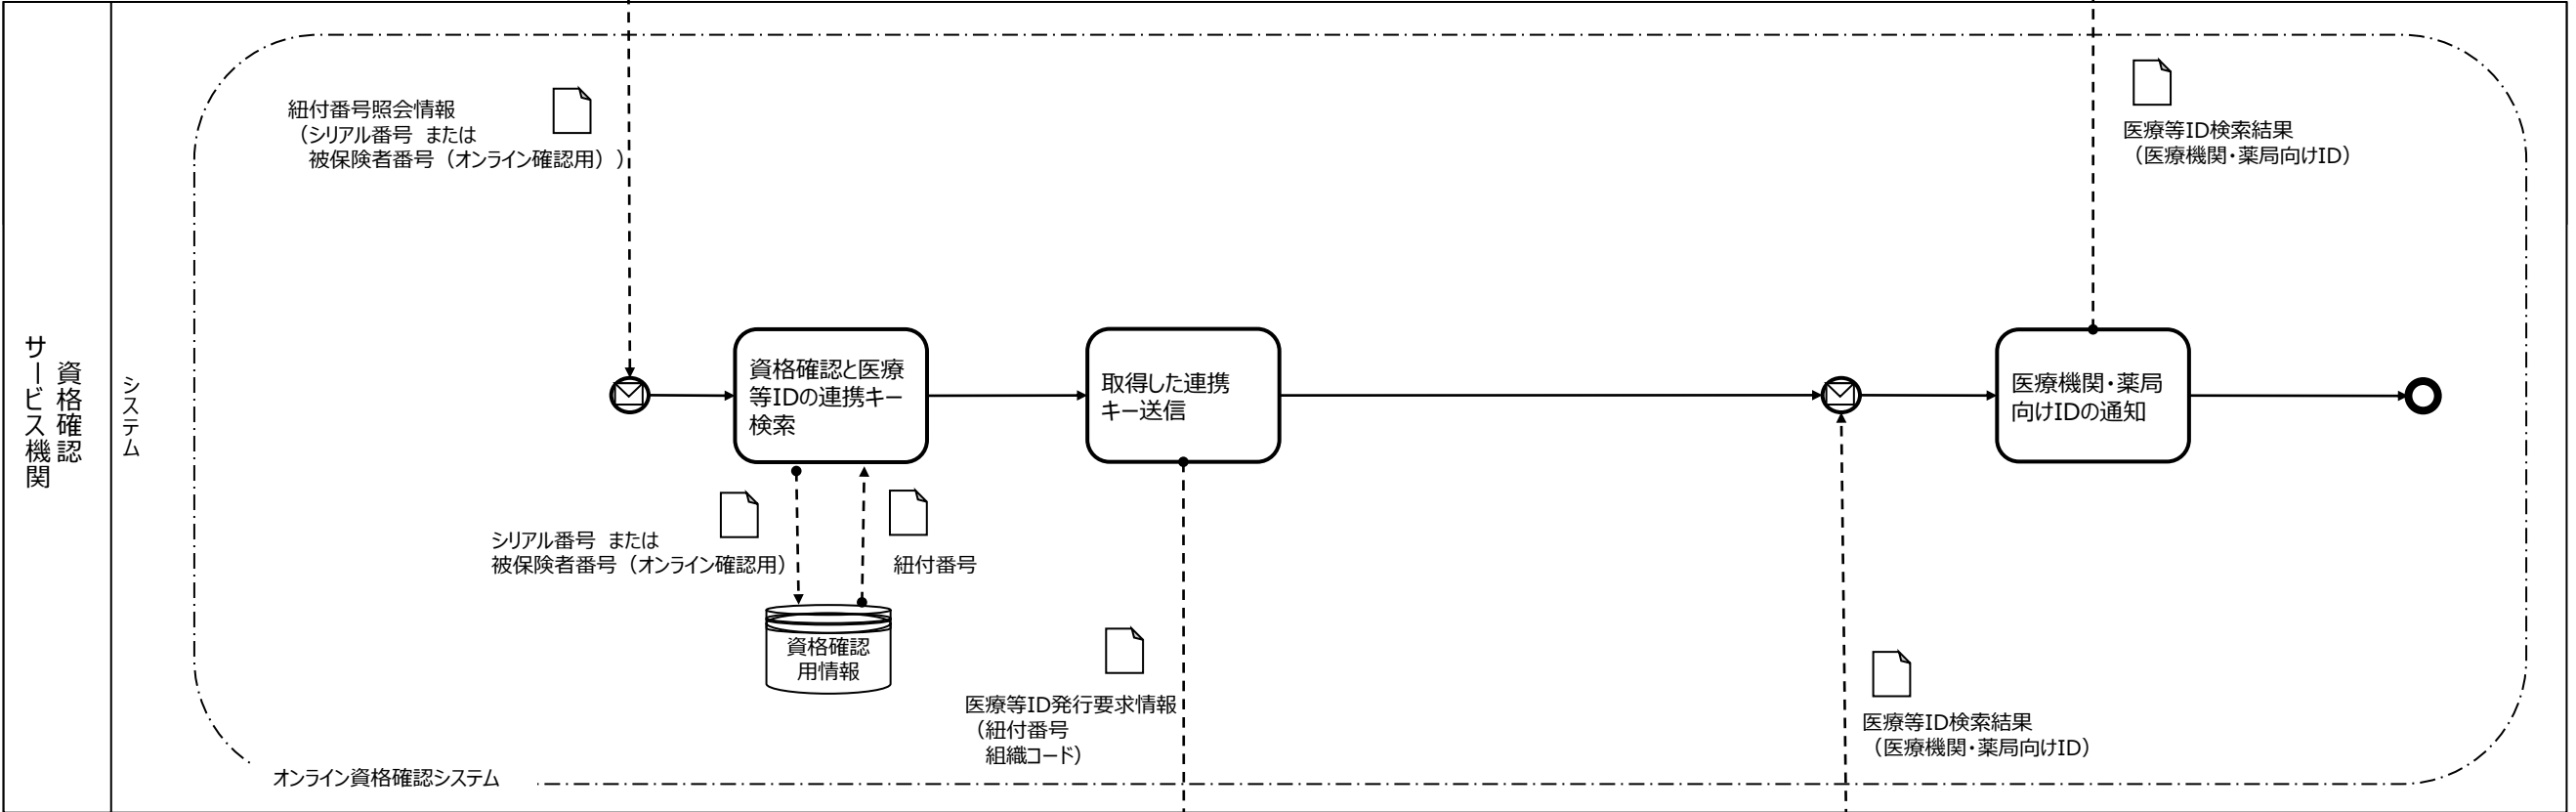 資格確認
サービス機関
システム
紐付番号照会情報
（シリアル番号 または
被保険者番号（オンライン確認用））
医療等ID検索結果
（医療機関・薬局向けID）
資格確認と医療
等IDの連携キー
検索
取得した連携
キー送信
医療機関・薬局
向けIDの通知
シリアル番号 または
被保険者番号（オンライン確認用）
紐付番号
資格確認
用情報
医療等ID発行要求情報
（紐付番号
組織コード）
医療等ID検索結果
（医療機関・薬局向けID）
オンライン資格確認システム